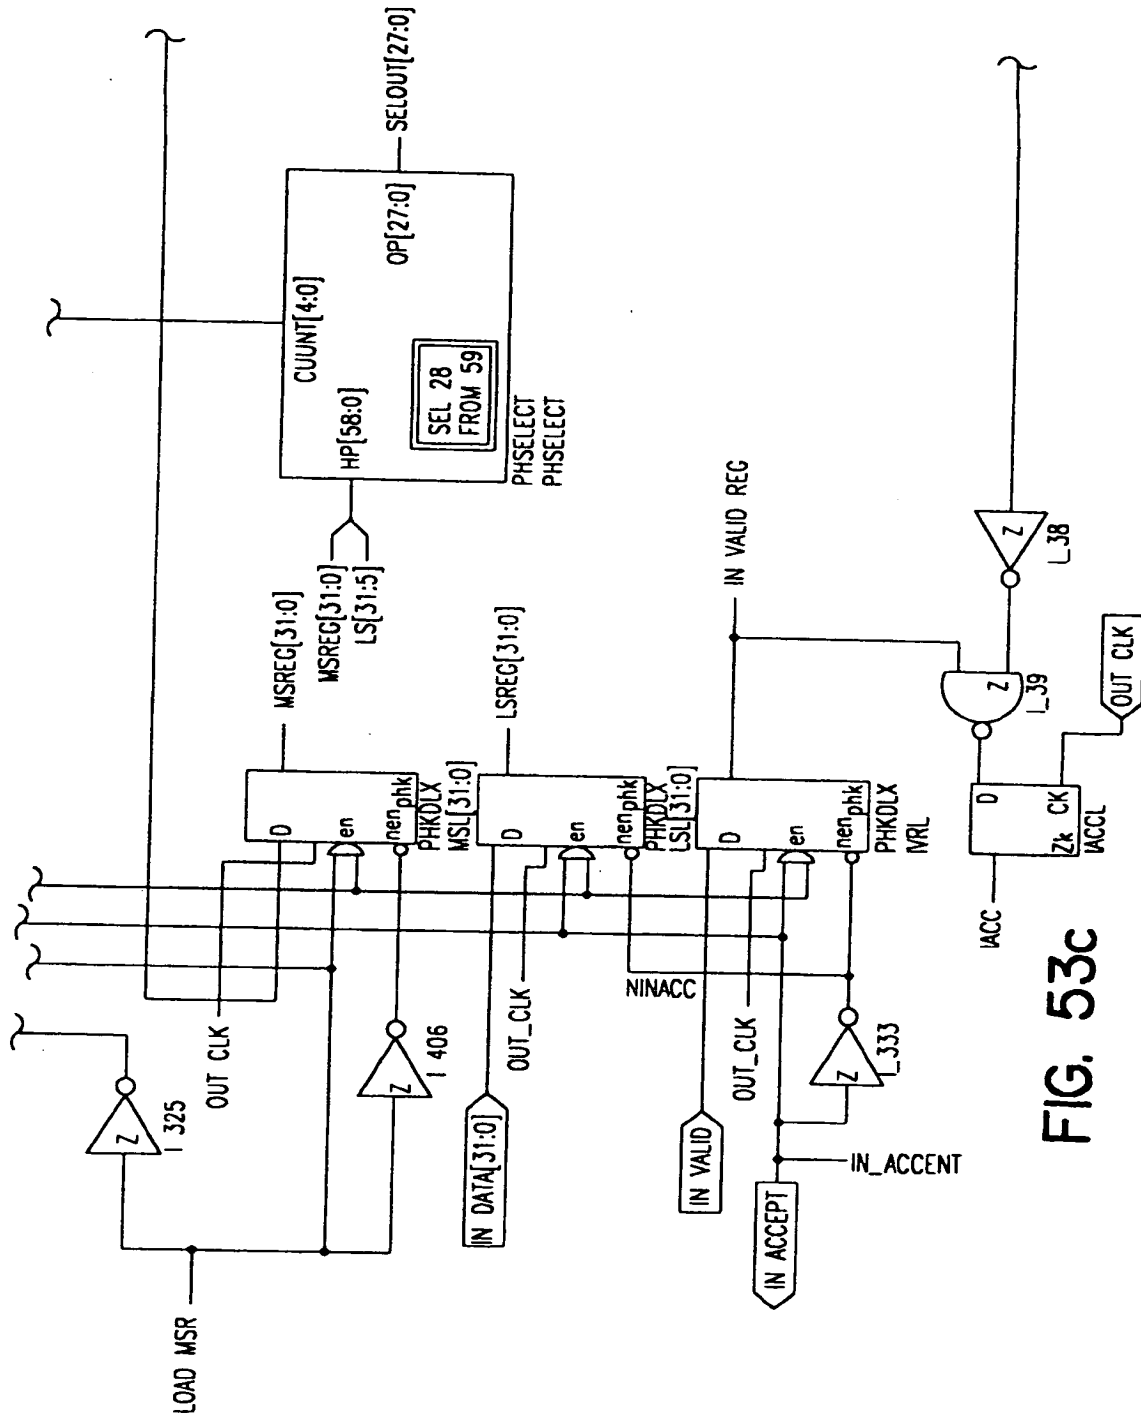 LOAD MSR
I_325
OUT CLK
I_406
D
en
nen
phk
PHKDLX
MSL[31:0]
MSREG[31:0]
MSREG[31:0]
LS[31:5]
HP[58:0]
CUUNT[4:0]
SEL 28
FROM 59
OP[27:0]
SELOUT[27:0]
PHSELECT
PHSELECT
IN DATA[31:0]
OUT_CLK
D
en
nen
phk
PHKDLX
LSL[31:0]
LSREG[31:0]
NINACC
IN VALID
OUT_CLK
D
en
nen
phk
PHKDLX
IVRL
IN VALID REG
IN ACCEPT
IN_ACCENT
Z
Z
Z
I_333
IACC
D
Zk
CK
IACCL
Z
I_39
Z
I_38
OUT CLK
FIG. 53c